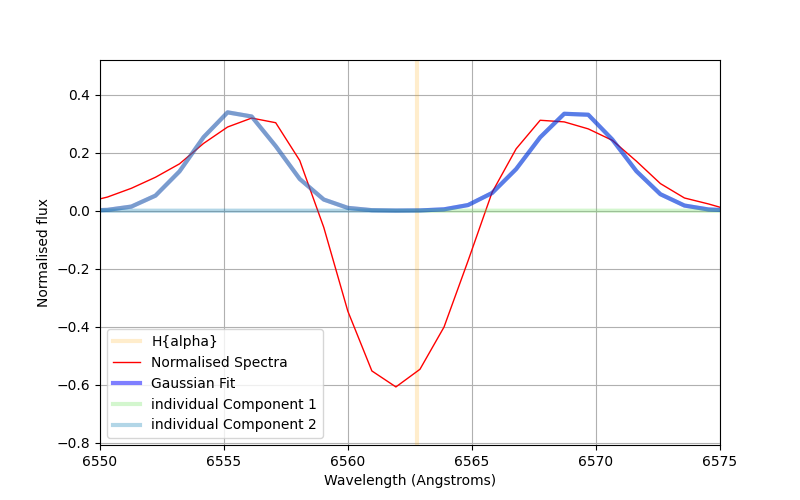 0.4
0.2
0.0
−0.2
−0.4
−0.6
−0.8
Normalised flux
H{alpha}
Normalised Spectra
Gaussian Fit
individual Component 1
individual Component 2
6550 6555 6560 6565 6570 6575
Wavelength (Angstroms)